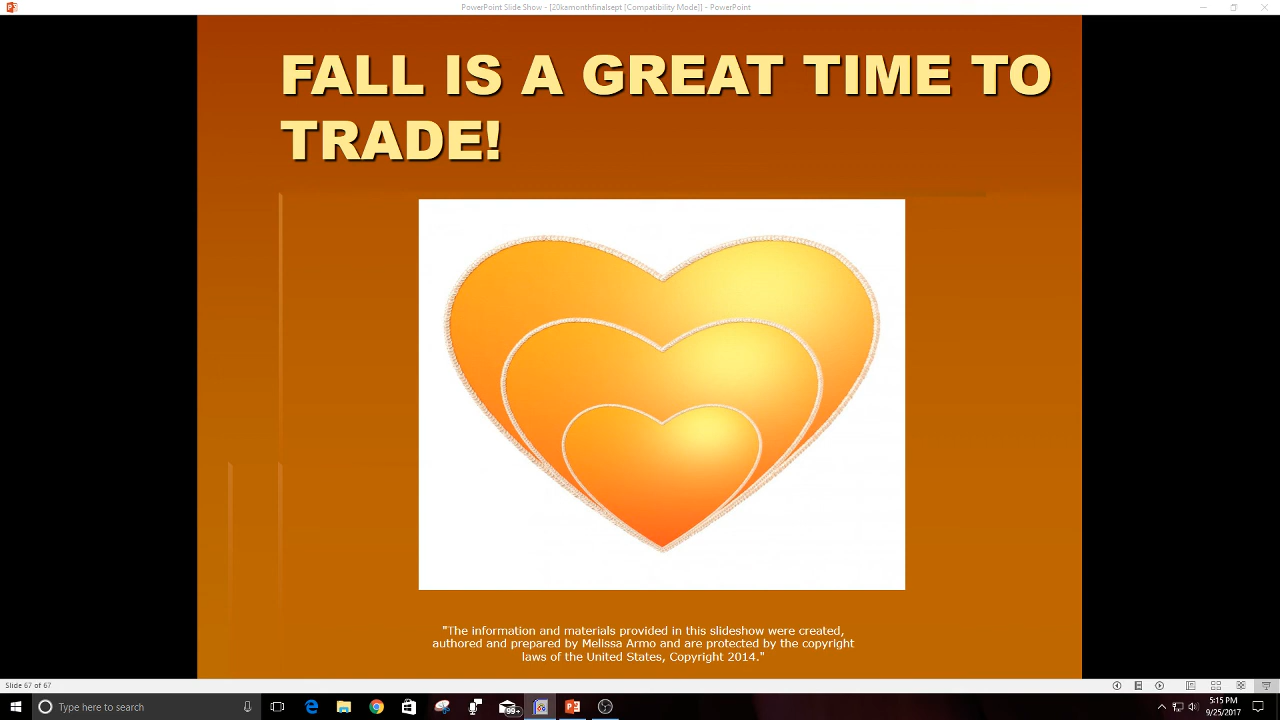 PowerPoint Slide Show - [20kamonthfinalsept [Compatibility Mode]] - PowerPoint
FALL IS A GREAT TIME TO
TRADE!
"The information and materials provided in this slideshow were created,
authored and prepared by Melissa Armo and are protected by the copyright
laws of the United States, Copyright 2014."
Slide 67 of 67
Type here to search
99+
5:15 PM
9/25/2017